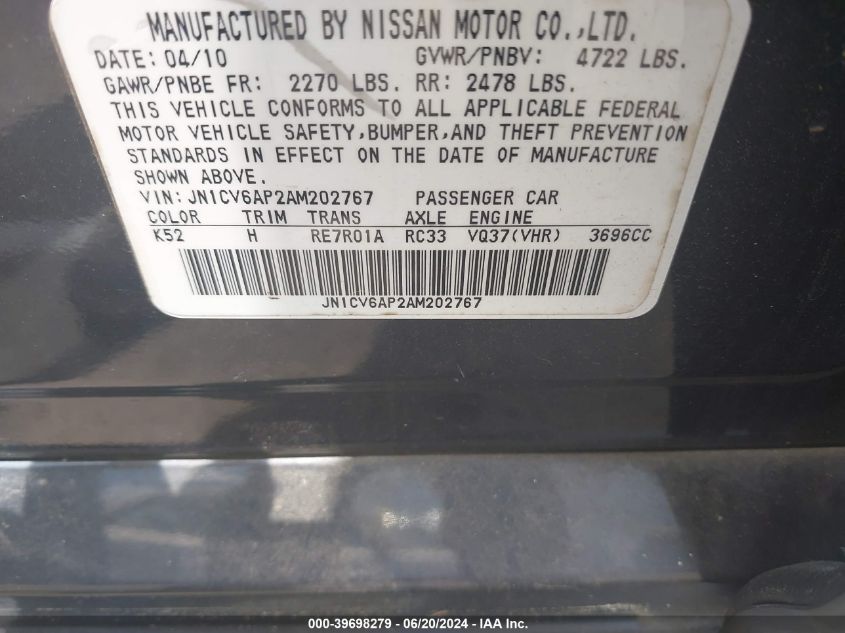 MANUFACTURED BY NISSAN MOTOR CO.,LTD.
DATE: 04/10 GVWR/PNBV: 4722 LBS.
GAWR/PNBE FR: 2270 LBS. RR: 2478 LBS.
THIS VEHICLE CONFORMS TO ALL APPLICABLE FEDERAL
MOTOR VEHICLE SAFETY,BUMPER,AND THEFT PREVENTION
STANDARDS IN EFFECT ON THE DATE OF MANUFACTURE
SHOWN ABOVE.
VIN: JN1CV6AP2AM202767 PASSENGER CAR
COLOR TRIM TRANS AXLE ENGINE
K52 H RE7R01A RC33 VQ37(VHR) 3696CC
JN1CV6AP2AM202767
000-39698279 - 06/20/2024 - IAA Inc.